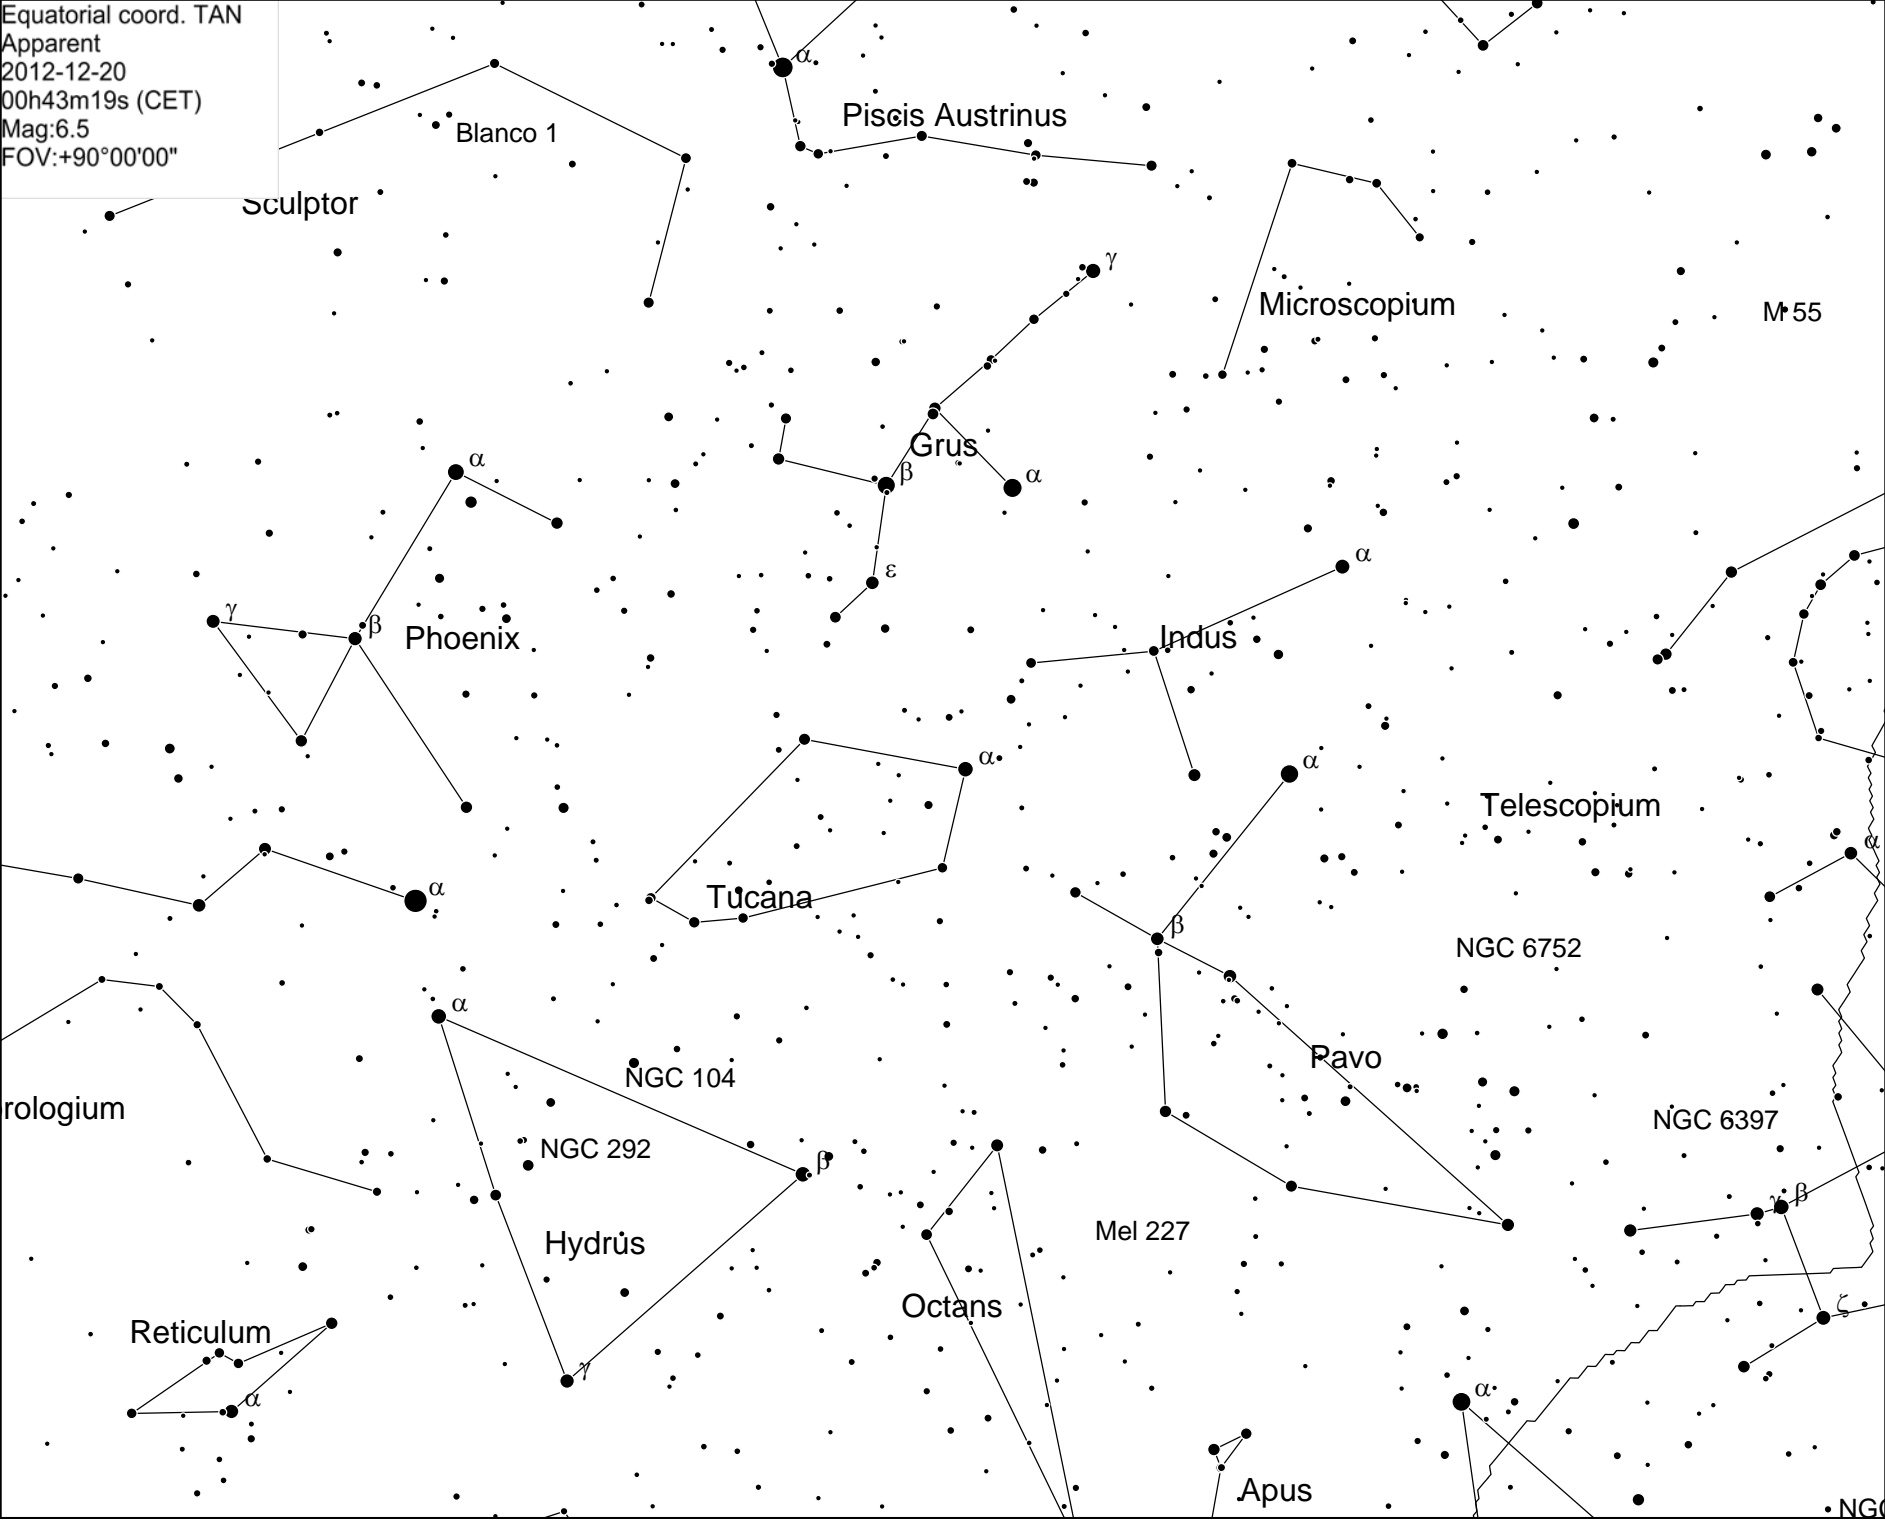 Equatorial coord. TAN
Apparent
2012-12-20
00h43m19s (CET)
Mag:6.5
FOV:+90°00'00"
α
Piscis Austrinus
Blanco 1
Sculptor
γ
Microscopium
M 55
Grus
α
β
α
ε
α
γ
β
Phoenix
Indus
α
α
Telescopium
α
α
Tucana
β
NGC 6752
α
Pavo
NGC 104
rologium
NGC 6397
NGC 292
β
γ
β
Mel 227
Hydrus
Octans
ζ
Reticulum
γ
α
α
Apus
NGC